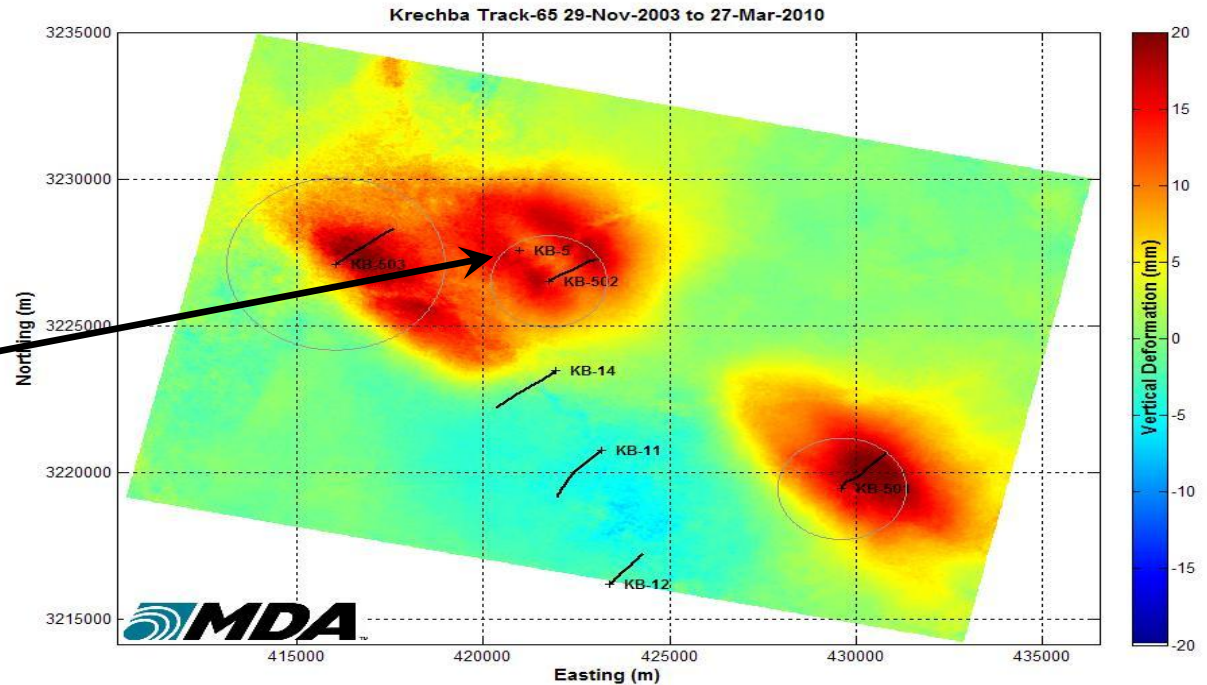 Krechba Track-65 29-Nov-2003 to 27-Mar-2010
3235000
3230000
3225000
3220000
3215000
Northing (m)
KB-503
KB-5
KB-502
KB-14
KB-11
KB-501
KB-12
MDA
TM
415000
420000
425000
430000
435000
Easting (m)
20
15
10
5
0
-5
-10
-15
-20
Vertical Deformation (mm)